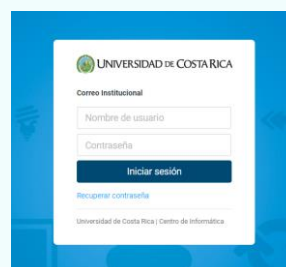 UNIVERSIDAD DE COSTA RICA
Correo Institucional
Nombre de usuario
Contraseña
Iniciar sesión
Recuperar contraseña
Universidad de Costa Rica | Centro de Informática